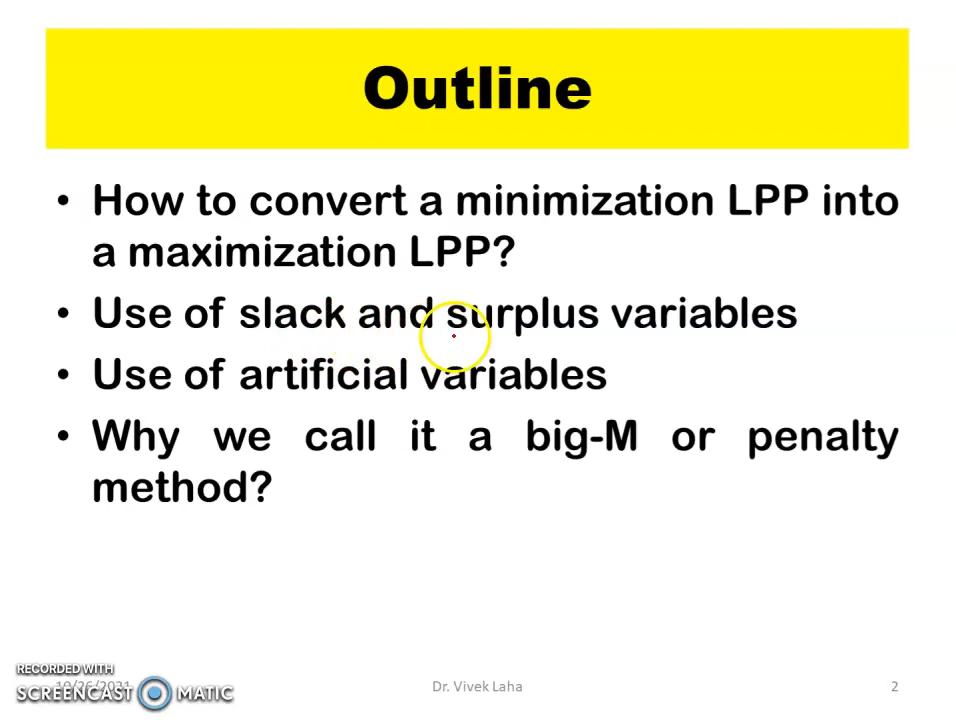 Outline
• How to convert a minimization LPP into
a maximization LPP?
• Use of slack and surplus variables
• Use of artificial variables
• Why we call it a big-M or penalty
method?
RECORDED WITH
SCREENCAST MATIC
Dr. Vivek Laha
2